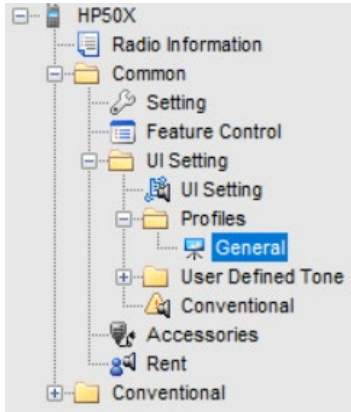 HP50X
Radio Information
Common
Setting
Feature Control
UI Setting
UI Setting
Profiles
General
User Defined Tone
Conventional
Accessories
Rent
Conventional